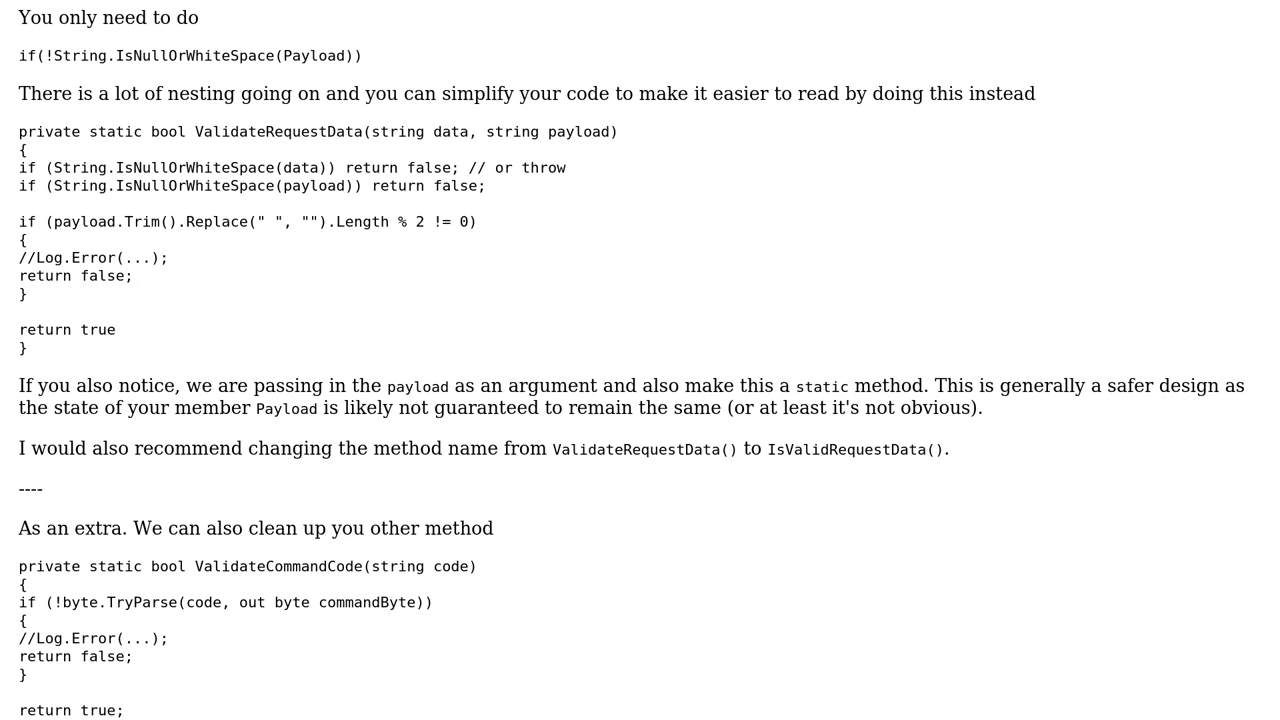 You only need to do
if(!String.IsNullOrWhiteSpace(Payload))
There is a lot of nesting going on and you can simplify your code to make it easier to read by doing this instead
private static bool ValidateRequestData(string data, string payload)
{
if (String.IsNullOrWhiteSpace(data)) return false; // or throw
if (String.IsNullOrWhiteSpace(payload)) return false;
if (payload.Trim().Replace(" ", "").Length % 2 != 0)
{
//Log.Error(...);
return false;
}
return true
}
If you also notice, we are passing in the payload as an argument and also make this a static method. This is generally a safer design as
the state of your member Payload is likely not guaranteed to remain the same (or at least it's not obvious).
I would also recommend changing the method name from ValidateRequestData() to IsValidRequestData().
----
As an extra. We can also clean up you other method
private static bool ValidateCommandCode(string code)
{
if (!byte.TryParse(code, out byte commandByte))
{
//Log.Error(...);
return false;
}
return true;